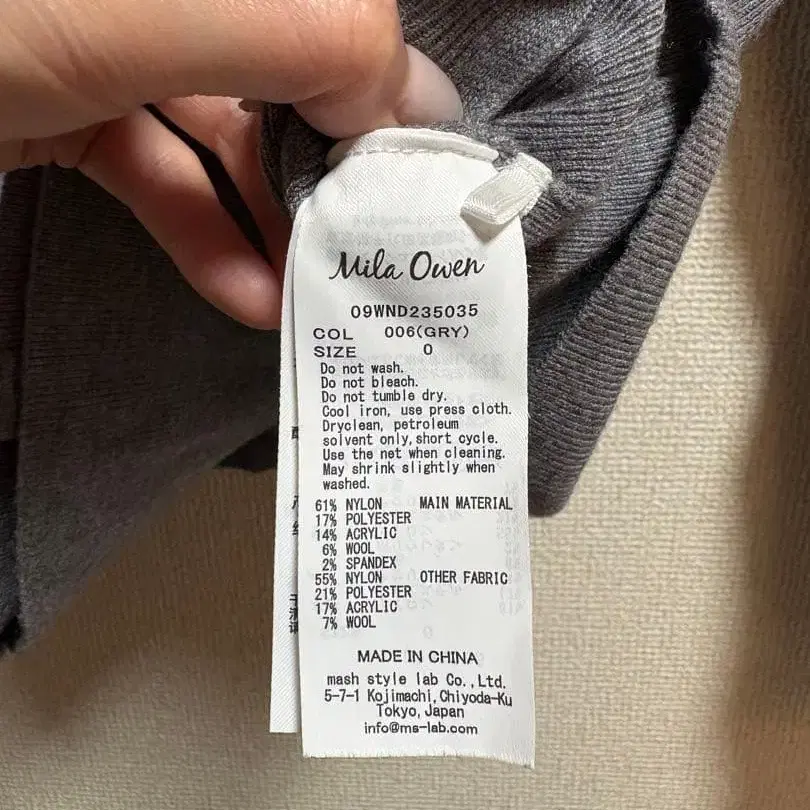 Mila Owen
09WND235035
COL 006(GRY)
SIZE 0
Do not wash.
Do not bleach.
Do not tumble dry.
Cool iron, use press cloth.
Dryclean, petroleum
solvent only, short cycle.
Use the net when cleaning.
May shrink slightly when
washed.
61% NYLON MAIN MATERIAL
17% POLYESTER
14% ACRYLIC
6% WOOL
2% SPANDEX
55% NYLON OTHER FABRIC
21% POLYESTER
17% ACRYLIC
7% WOOL
MADE IN CHINA
mash style lab Co.,Ltd.
5-7-1 Kojimachi,Chiyoda-Ku
Tokyo,Japan
info@ms-lab.com